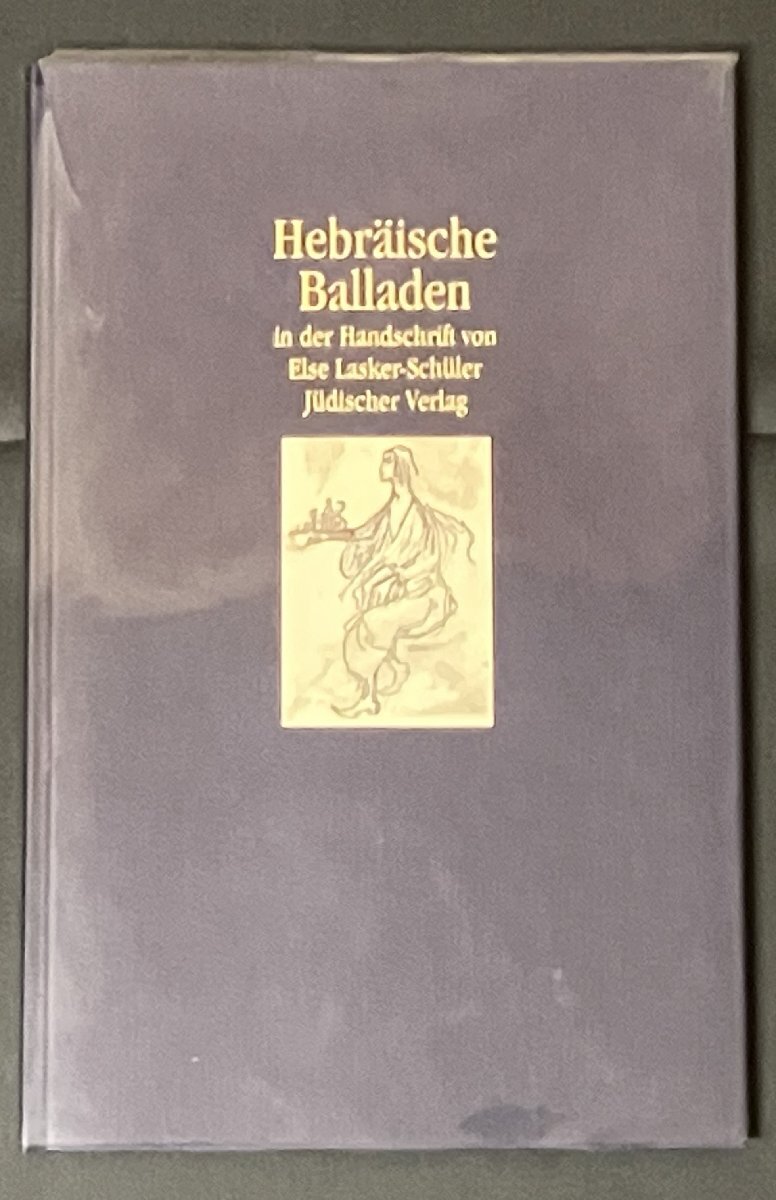 Hebräische
Balladen
in der Handschrift von
Else Lasker-Schüler
Jüdischer Verlag